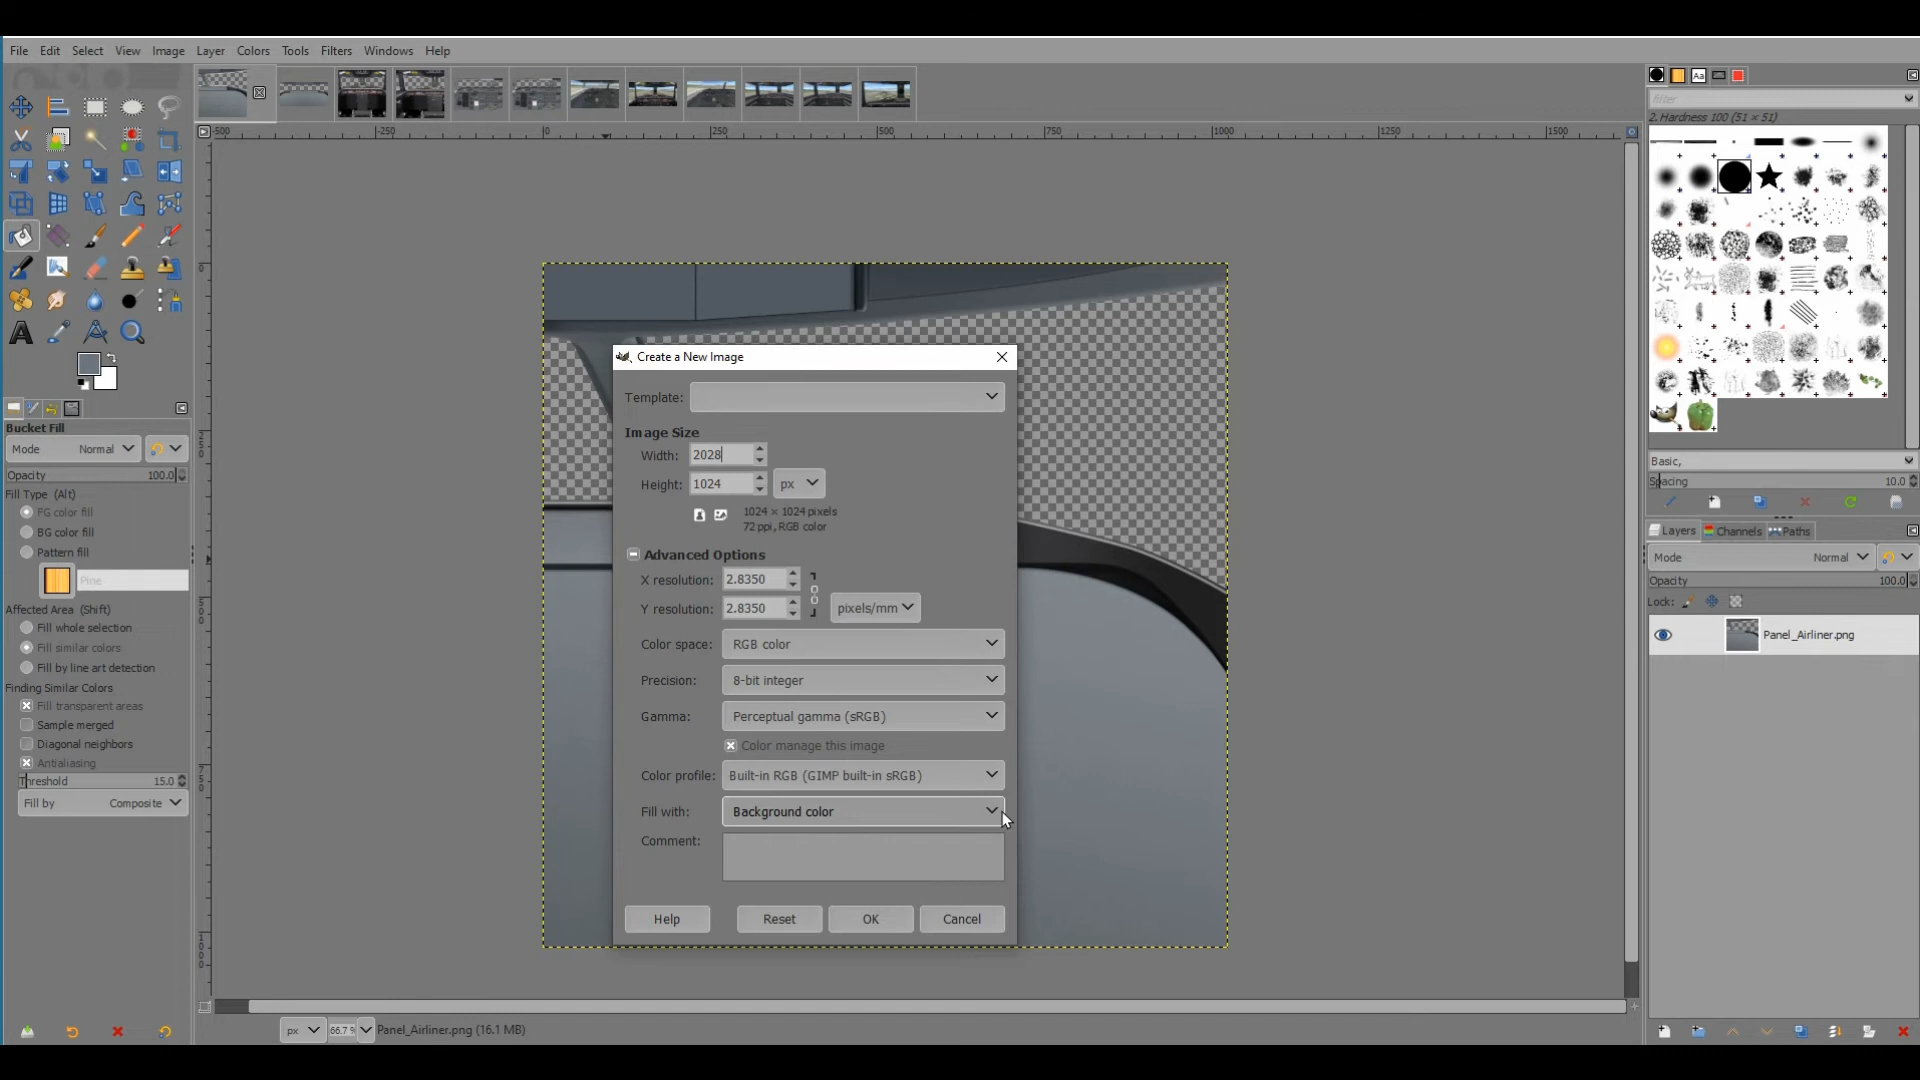 File Edit Select View Image Layer Colors Tools Filters Windows Help
-500 -250 0 250 500 750 1000 1250 1500
filter
2. Hardness 100 (51 × 51)
Create a New Image
Template:
Image Size
Width: 2028
Height: 1024 px
1024 × 1024 pixels
72 ppi, RGB color
Advanced Options
X resolution: 2.8350
Y resolution: 2.8350 pixels/mm
Color space: RGB color
Precision: 8-bit integer
Gamma: Perceptual gamma (sRGB)
Color manage this image
Color profile: Built-in RGB (GIMP built-in sRGB)
Fill with: Background color
Comment:
Help Reset OK Cancel
Bucket Fill
Mode Normal
Opacity 100.0
Fill Type (Alt)
FG color fill
BG color fill
Pattern fill
Pine
Affected Area (Shift)
Fill whole selection
Fill similar colors
Fill by line art detection
Finding Similar Colors
Fill transparent areas
Sample merged
Diagonal neighbors
Antialiasing
Threshold 15.0
Fill by Composite
Basic,
Spacing 10.0
Layers Channels Paths
Mode Normal
Opacity 100.0
Lock:
Panel_Airliner.png
px 66.7 % Panel_Airliner.png (16.1 MB)